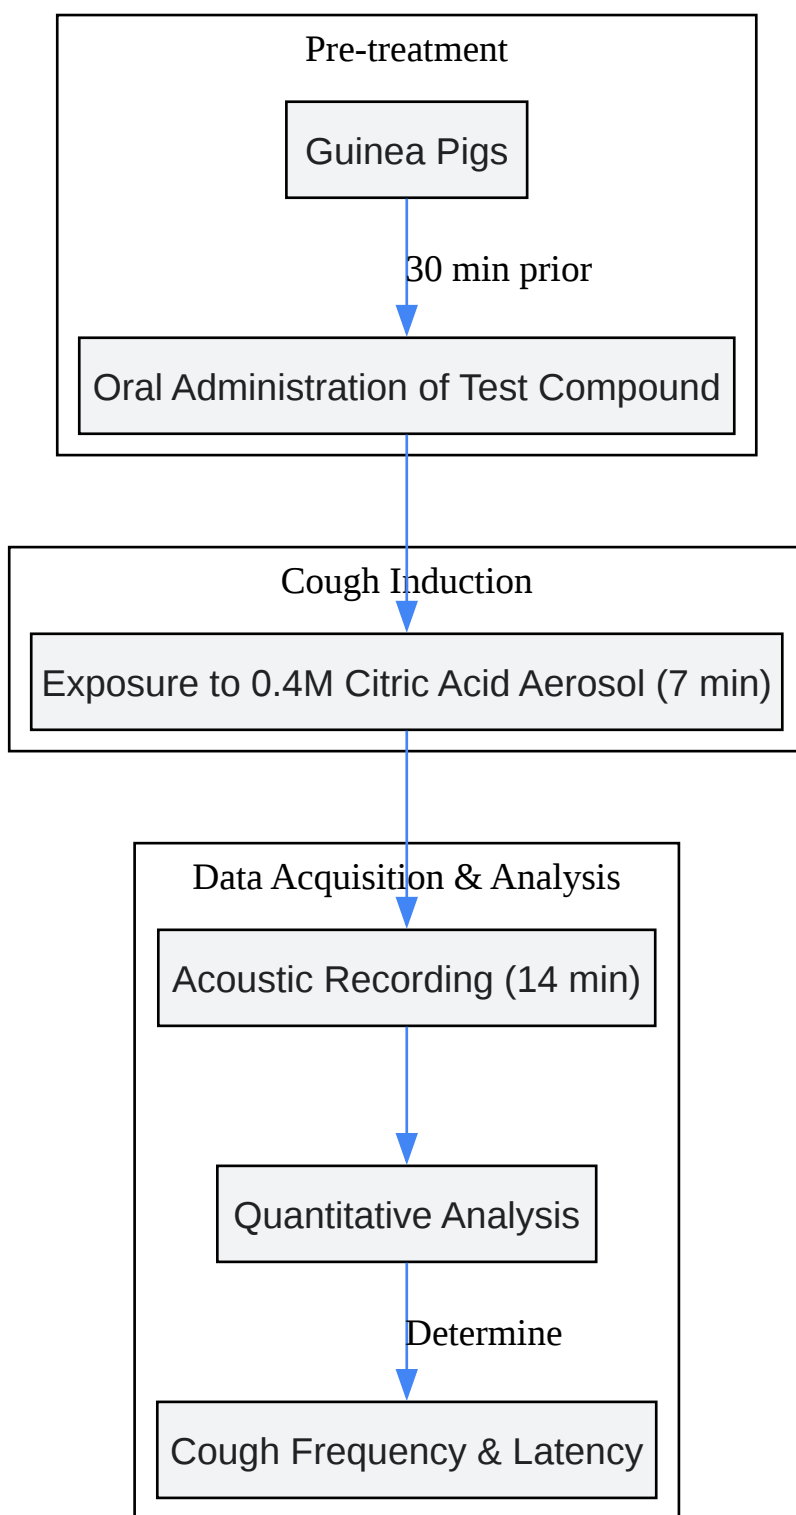 Pre-treatment
Guinea Pigs
30 min prior
Oral Administration of Test Compound
Cough Induction
Exposure to 0.4M Citric Acid Aerosol (7 min)
Data Acquisition & Analysis
Acoustic Recording (14 min)
Quantitative Analysis
Determine
Cough Frequency & Latency